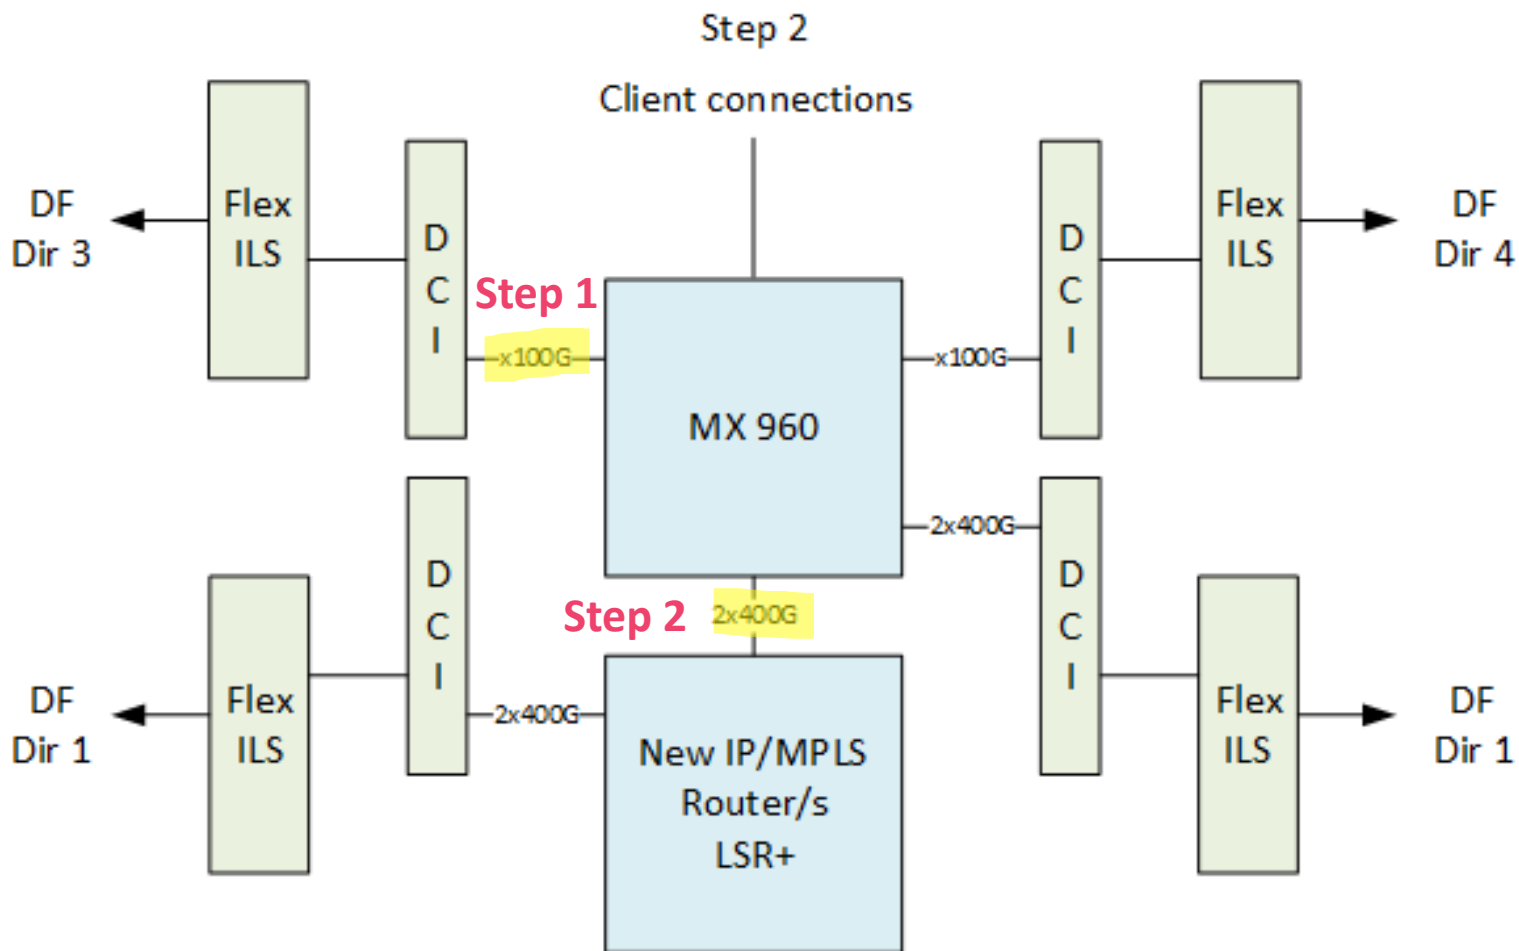 Step 2
Client connections
DF
Dir 3
Flex
ILS
D
C
I
Step 1
x100G
MX 960
x100G
D
C
I
Flex
ILS
DF
Dir 4
2x400G
DF
Dir 1
Flex
ILS
D
C
I
2x400G
Step 2
2x400G
New IP/MPLS
Router/s
LSR+
D
C
I
Flex
ILS
DF
Dir 1